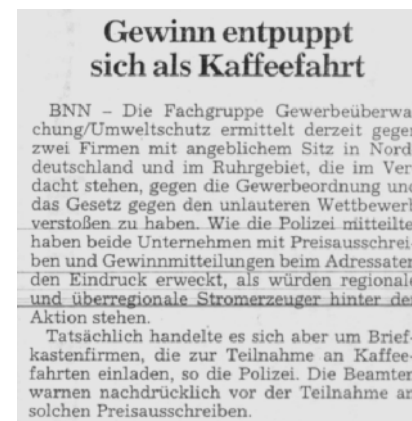 Gewinn entpuppt
sich als Kaffeefahrt
BNN – Die Fachgruppe Gewerbeüberwa
chung/Umweltschutz ermittelt derzeit gegen
zwei Firmen mit angeblichem Sitz in Nord
deutschland und im Ruhrgebiet, die im Ver
dacht stehen, gegen die Gewerbeordnung und
das Gesetz gegen den unlauteren Wettbewerb
verstoßen zu haben. Wie die Polizei mitteilte
haben beide Unternehmen mit Preisausschrei-
ben und Gewinnmitteilungen beim Adressaten
den Eindruck erweckt, als würden regionale
und überregionale Stromerzeuger hinter der
Aktion stehen.
Tatsächlich handelte es sich aber um Brief-
kastenfirmen, die zur Teilnahme an Kaffee-
fahrten einladen, so die Polizei. Die Beamten
warnen nachdrücklich vor der Teilnahme an
solchen Preisausschreiben.